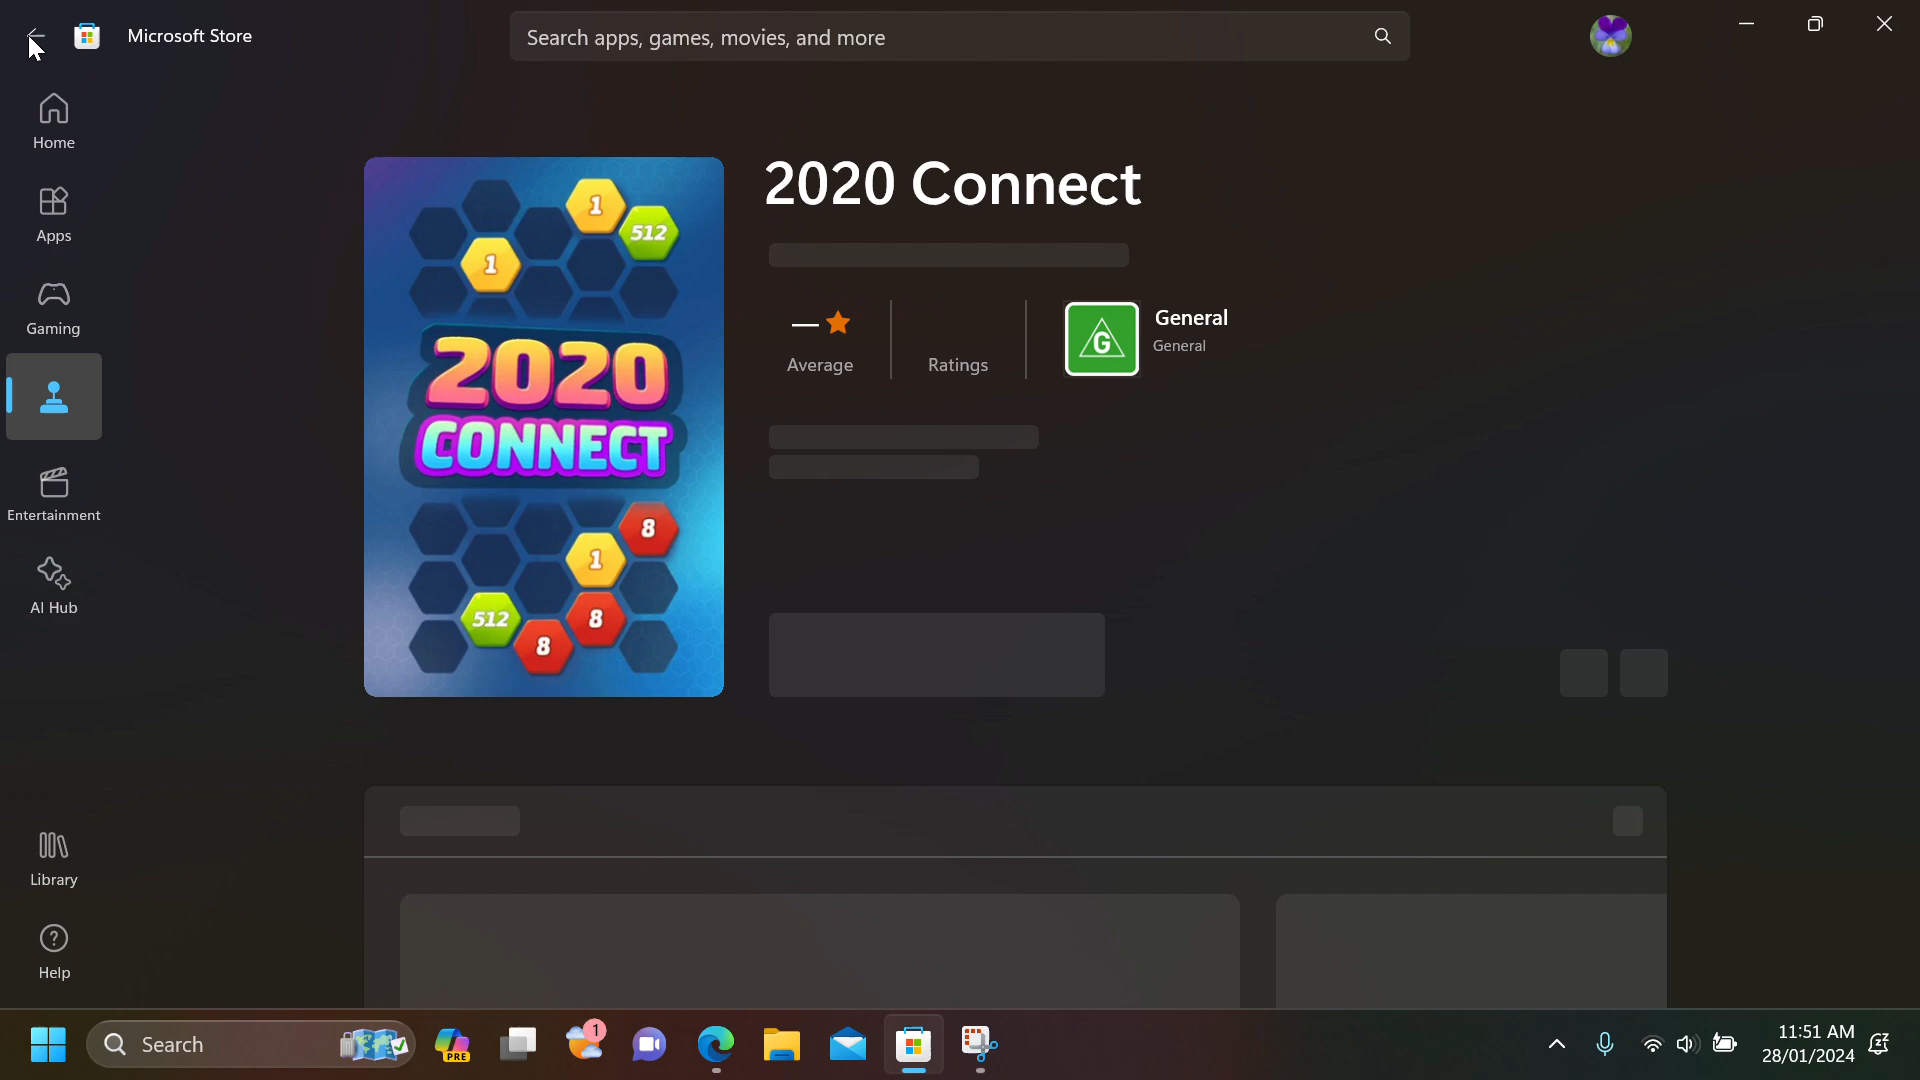 Microsoft Store
Search apps, games, movies, and more
Home
Apps
Gaming
Entertainment
AI Hub
Library
Help
1
512
1
2020
CONNECT
8
1
512
8
8
2020 Connect
Average
Ratings
G
General
General
Search
PRE
1
11:51 AM
28/01/2024